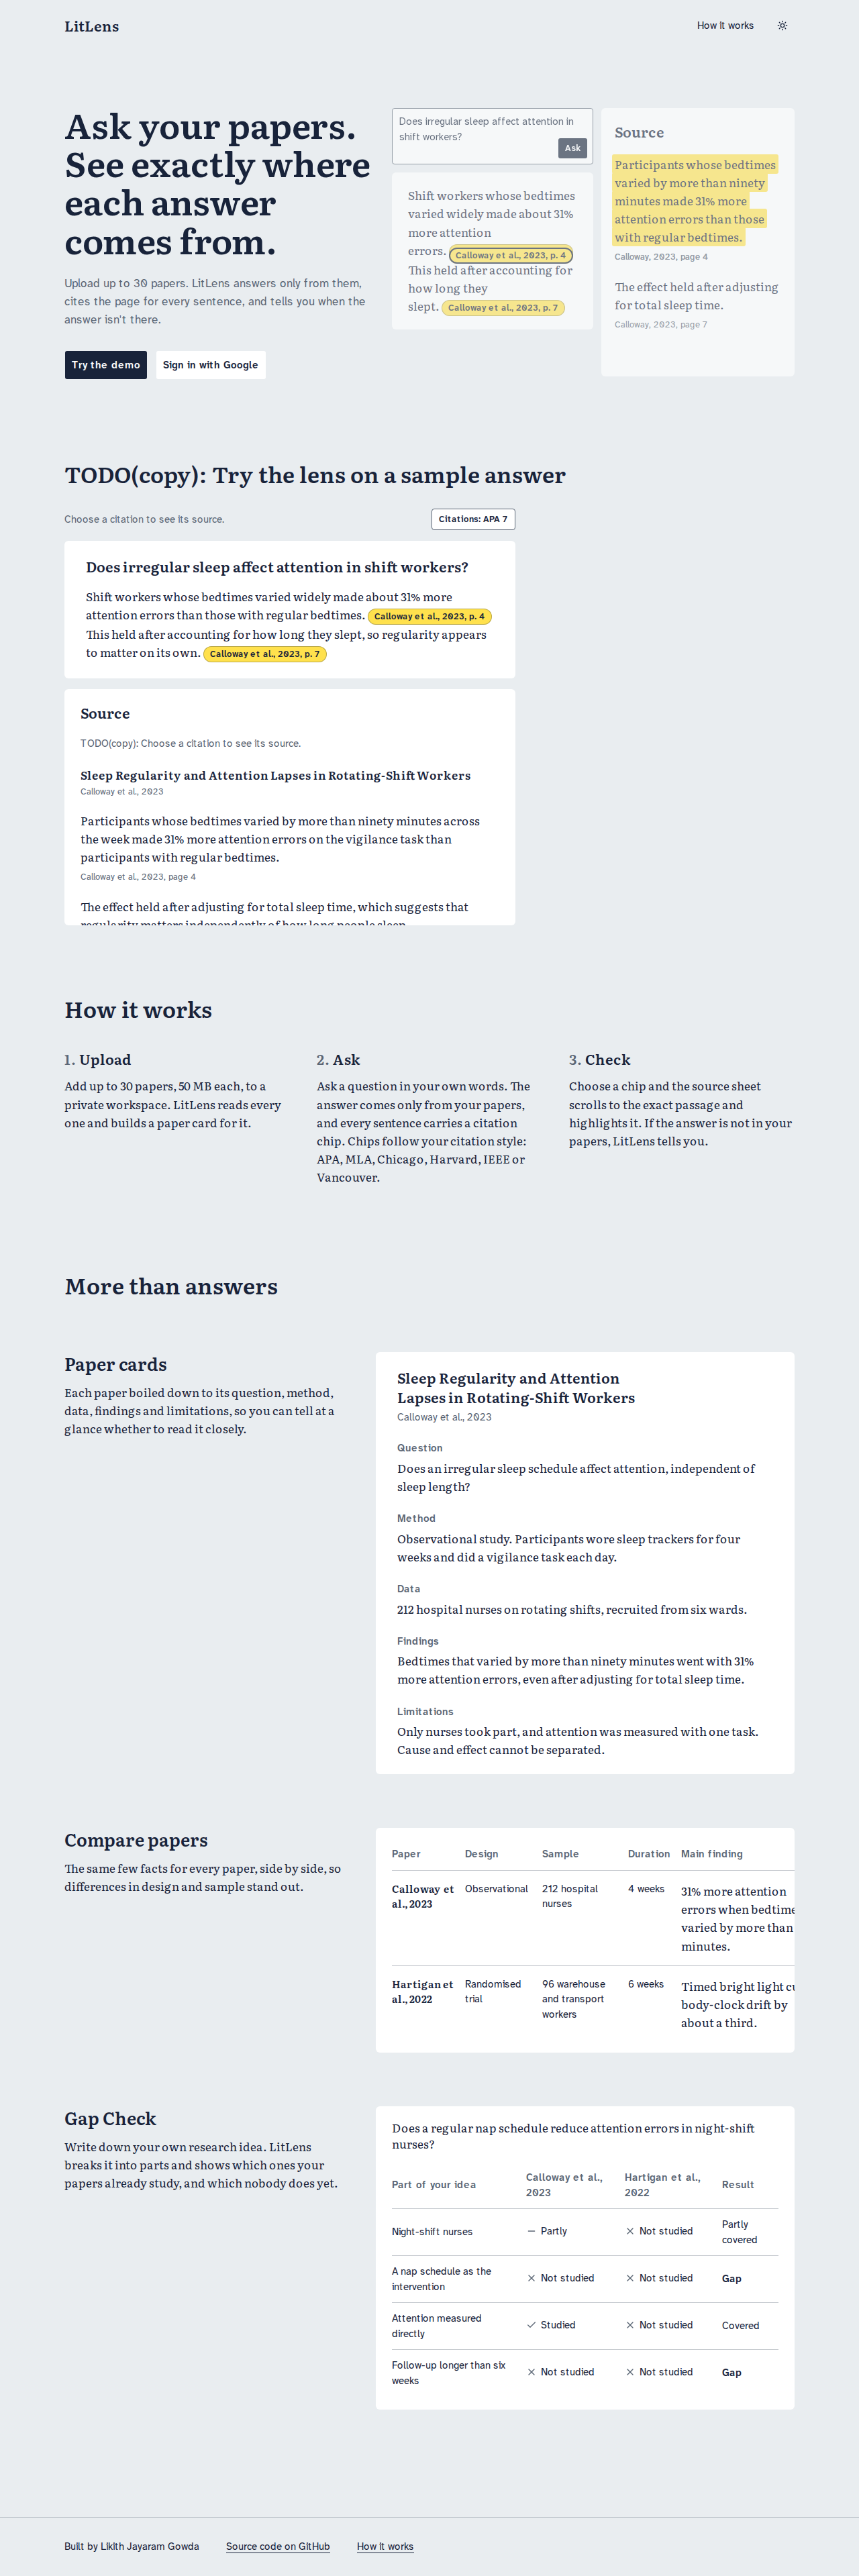 LitLens
How it works
Ask your papers.
See exactly where
each answer
comes from.
Upload up to 30 papers. LitLens answers only from them,
cites the page for every sentence, and tells you when the
answer isn't there.
Try the demo
Sign in with Google
Does irregular sleep affect attention in
shift workers?
Ask
Shift workers whose bedtimes
varied widely made about 31%
more attention
errors. Calloway et al., 2023, p. 4
This held after accounting for
how long they
slept. Calloway et al., 2023, p. 7
Source
Participants whose bedtimes
varied by more than ninety
minutes made 31% more
attention errors than those
with regular bedtimes.
Calloway, 2023, page 4
The effect held after adjusting
for total sleep time.
Calloway, 2023, page 7
TODO(copy): Try the lens on a sample answer
Choose a citation to see its source.
Citations: APA 7
Does irregular sleep affect attention in shift workers?
Shift workers whose bedtimes varied widely made about 31% more
attention errors than those with regular bedtimes. Calloway et al., 2023, p. 4
This held after accounting for how long they slept, so regularity appears
to matter on its own. Calloway et al., 2023, p. 7
Source
TODO(copy): Choose a citation to see its source.
Sleep Regularity and Attention Lapses in Rotating-Shift Workers
Calloway et al., 2023
Participants whose bedtimes varied by more than ninety minutes across
the week made 31% more attention errors on the vigilance task than
participants with regular bedtimes.
Calloway et al., 2023, page 4
The effect held after adjusting for total sleep time, which suggests that
regularity matters independently of how long people sleep.
How it works
1. Upload
Add up to 30 papers, 50 MB each, to a
private workspace. LitLens reads every
one and builds a paper card for it.
2. Ask
Ask a question in your own words. The
answer comes only from your papers,
and every sentence carries a citation
chip. Chips follow your citation style:
APA, MLA, Chicago, Harvard, IEEE or
Vancouver.
3. Check
Choose a chip and the source sheet
scrolls to the exact passage and
highlights it. If the answer is not in your
papers, LitLens tells you.
More than answers
Paper cards
Each paper boiled down to its question, method,
data, findings and limitations, so you can tell at a
glance whether to read it closely.
Sleep Regularity and Attention
Lapses in Rotating-Shift Workers
Calloway et al., 2023
Question
Does an irregular sleep schedule affect attention, independent of
sleep length?
Method
Observational study. Participants wore sleep trackers for four
weeks and did a vigilance task each day.
Data
212 hospital nurses on rotating shifts, recruited from six wards.
Findings
Bedtimes that varied by more than ninety minutes went with 31%
more attention errors, even after adjusting for total sleep time.
Limitations
Only nurses took part, and attention was measured with one task.
Cause and effect cannot be separated.
Compare papers
The same few facts for every paper, side by side, so
differences in design and sample stand out.
Paper Design Sample Duration Main finding
Calloway et Observational 212 hospital 4 weeks 31% more attention
al., 2023 nurses errors when bedtime
varied by more than
minutes.
Hartigan et Randomised 96 warehouse 6 weeks Timed bright light cu
al., 2022 trial and transport body-clock drift by
workers about a third.
Gap Check
Write down your own research idea. LitLens
breaks it into parts and shows which ones your
papers already study, and which nobody does yet.
Does a regular nap schedule reduce attention errors in night-shift
nurses?
Part of your idea Calloway et al., 2023 Hartigan et al., 2022 Result
Night-shift nurses – Partly × Not studied Partly covered
A nap schedule as the intervention × Not studied × Not studied Gap
Attention measured directly ✓ Studied × Not studied Covered
Follow-up longer than six weeks × Not studied × Not studied Gap
Built by Likith Jayaram Gowda
Source code on GitHub
How it works